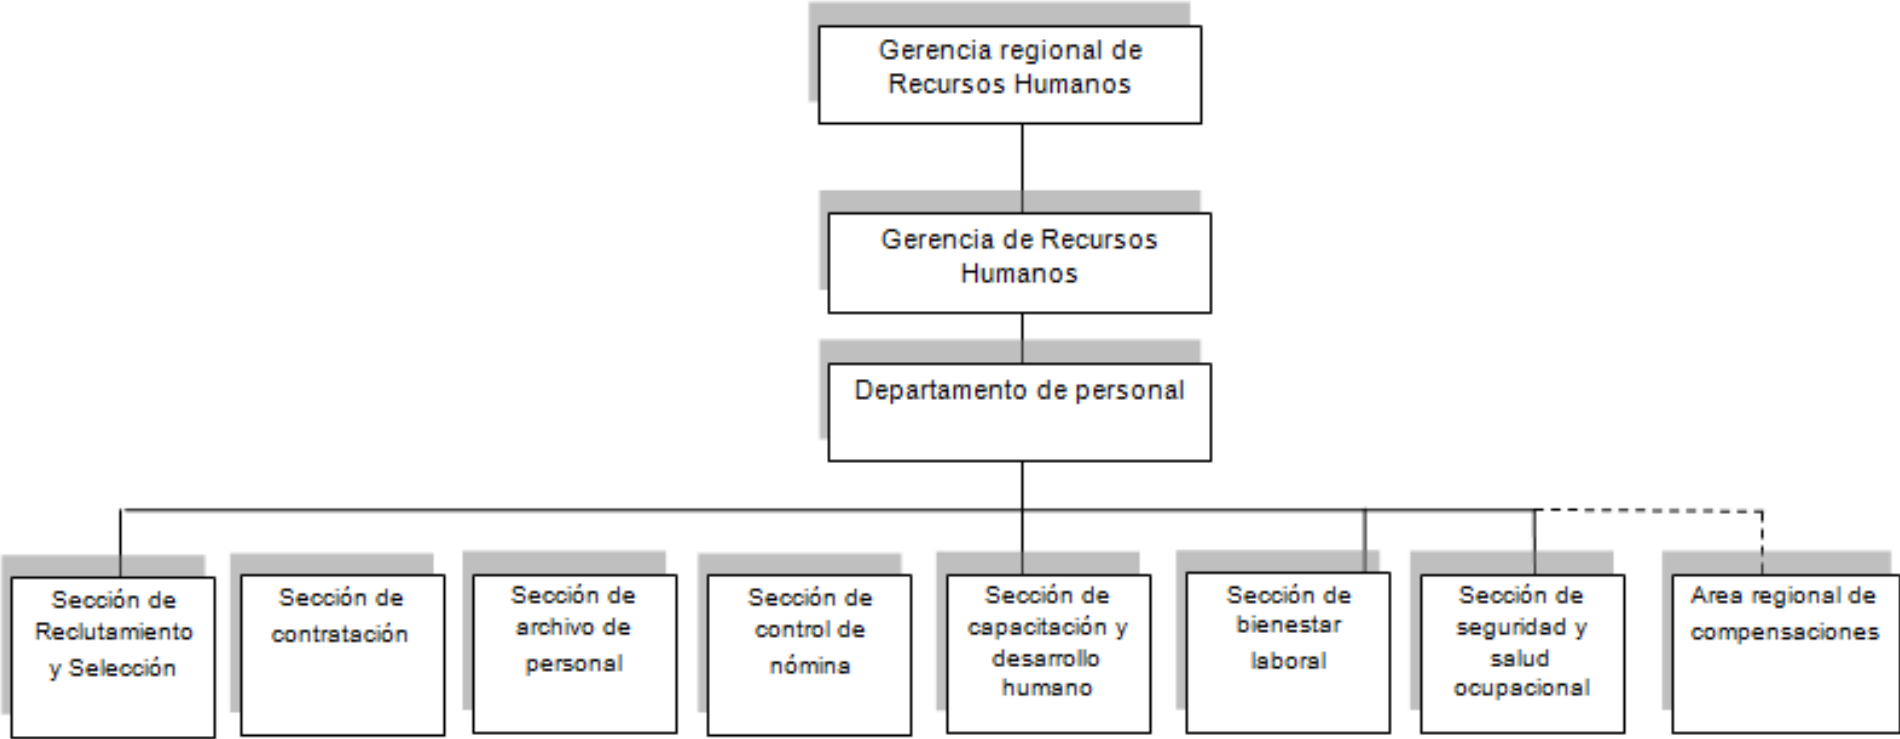 Gerencia regional de
Recursos Humanos
Gerencia de Recursos
Humanos
Departamento de personal
Sección de
Reclutamiento
y Selección
Sección de
contratación
Sección de
archivo de
personal
Sección de
control de
nómina
Sección de
capacitación y
desarrollo
humano
Sección de
bienestar
laboral
Sección de
seguridad y
salud
ocupacional
Area regional de
compensaciones